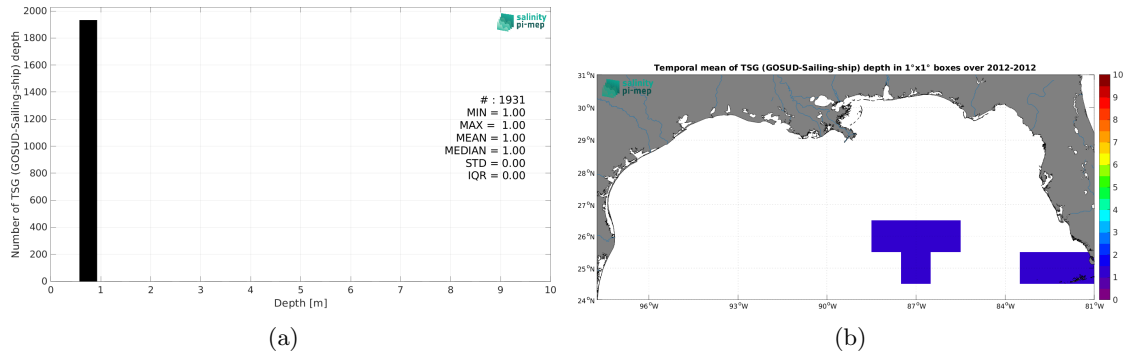 salinity
pi-mep
2000
1800
1600
1400
1200
1000
800
600
400
200
0
Number of TSG (GOSUD-Sailing-ship) depth
# : 1931
MIN = 1.00
MAX = 1.00
MEAN = 1.00
MEDIAN = 1.00
STD = 0.00
IQR = 0.00
0 1 2 3 4 5 6 7 8 9 10
Depth [m]
(a)
Temporal mean of TSG (GOSUD-Sailing-ship) depth in 1°x1° boxes over 2012-2012
salinity
pi-mep
31°N
30°N
29°N
28°N
27°N
26°N
25°N
24°N
96°W 93°W 90°W 87°W 84°W 81°W
10
9
8
7
6
5
4
3
2
1
0
(b)